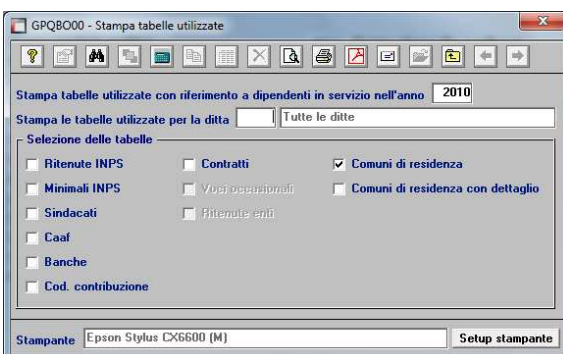 GPQBO00 - Stampa tabelle utilizzate
Stampa tabelle utilizzate con riferimento a dipendenti in servizio nell'anno 2010
Stampa le tabelle utilizzate per la ditta Tutte le ditte
Selezione delle tabelle
Ritenute INPS Contratti Comuni di residenza
Minimali INPS Voci occasionali Comuni di residenza con dettaglio
Sindacati Ritenute enti
Caaf
Banche
Cod. contribuzione
Stampante Epson Stylus CX6600 (M) Setup stampante